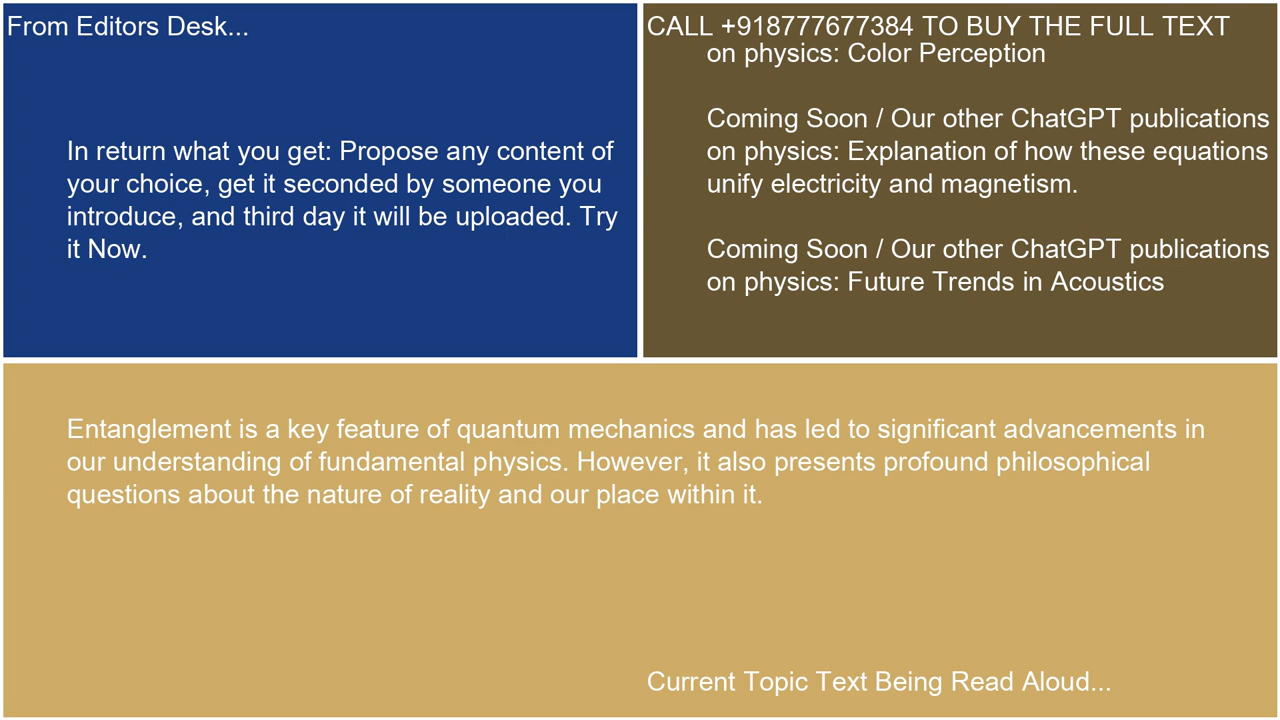 From Editors Desk...
In return what you get: Propose any content of
your choice, get it seconded by someone you
introduce, and third day it will be uploaded. Try
it Now.
CALL +918777677384 TO BUY THE FULL TEXT
on physics: Color Perception
Coming Soon / Our other ChatGPT publications
on physics: Explanation of how these equations
unify electricity and magnetism.
Coming Soon / Our other ChatGPT publications
on physics: Future Trends in Acoustics
Entanglement is a key feature of quantum mechanics and has led to significant advancements in
our understanding of fundamental physics. However, it also presents profound philosophical
questions about the nature of reality and our place within it.
Current Topic Text Being Read Aloud...